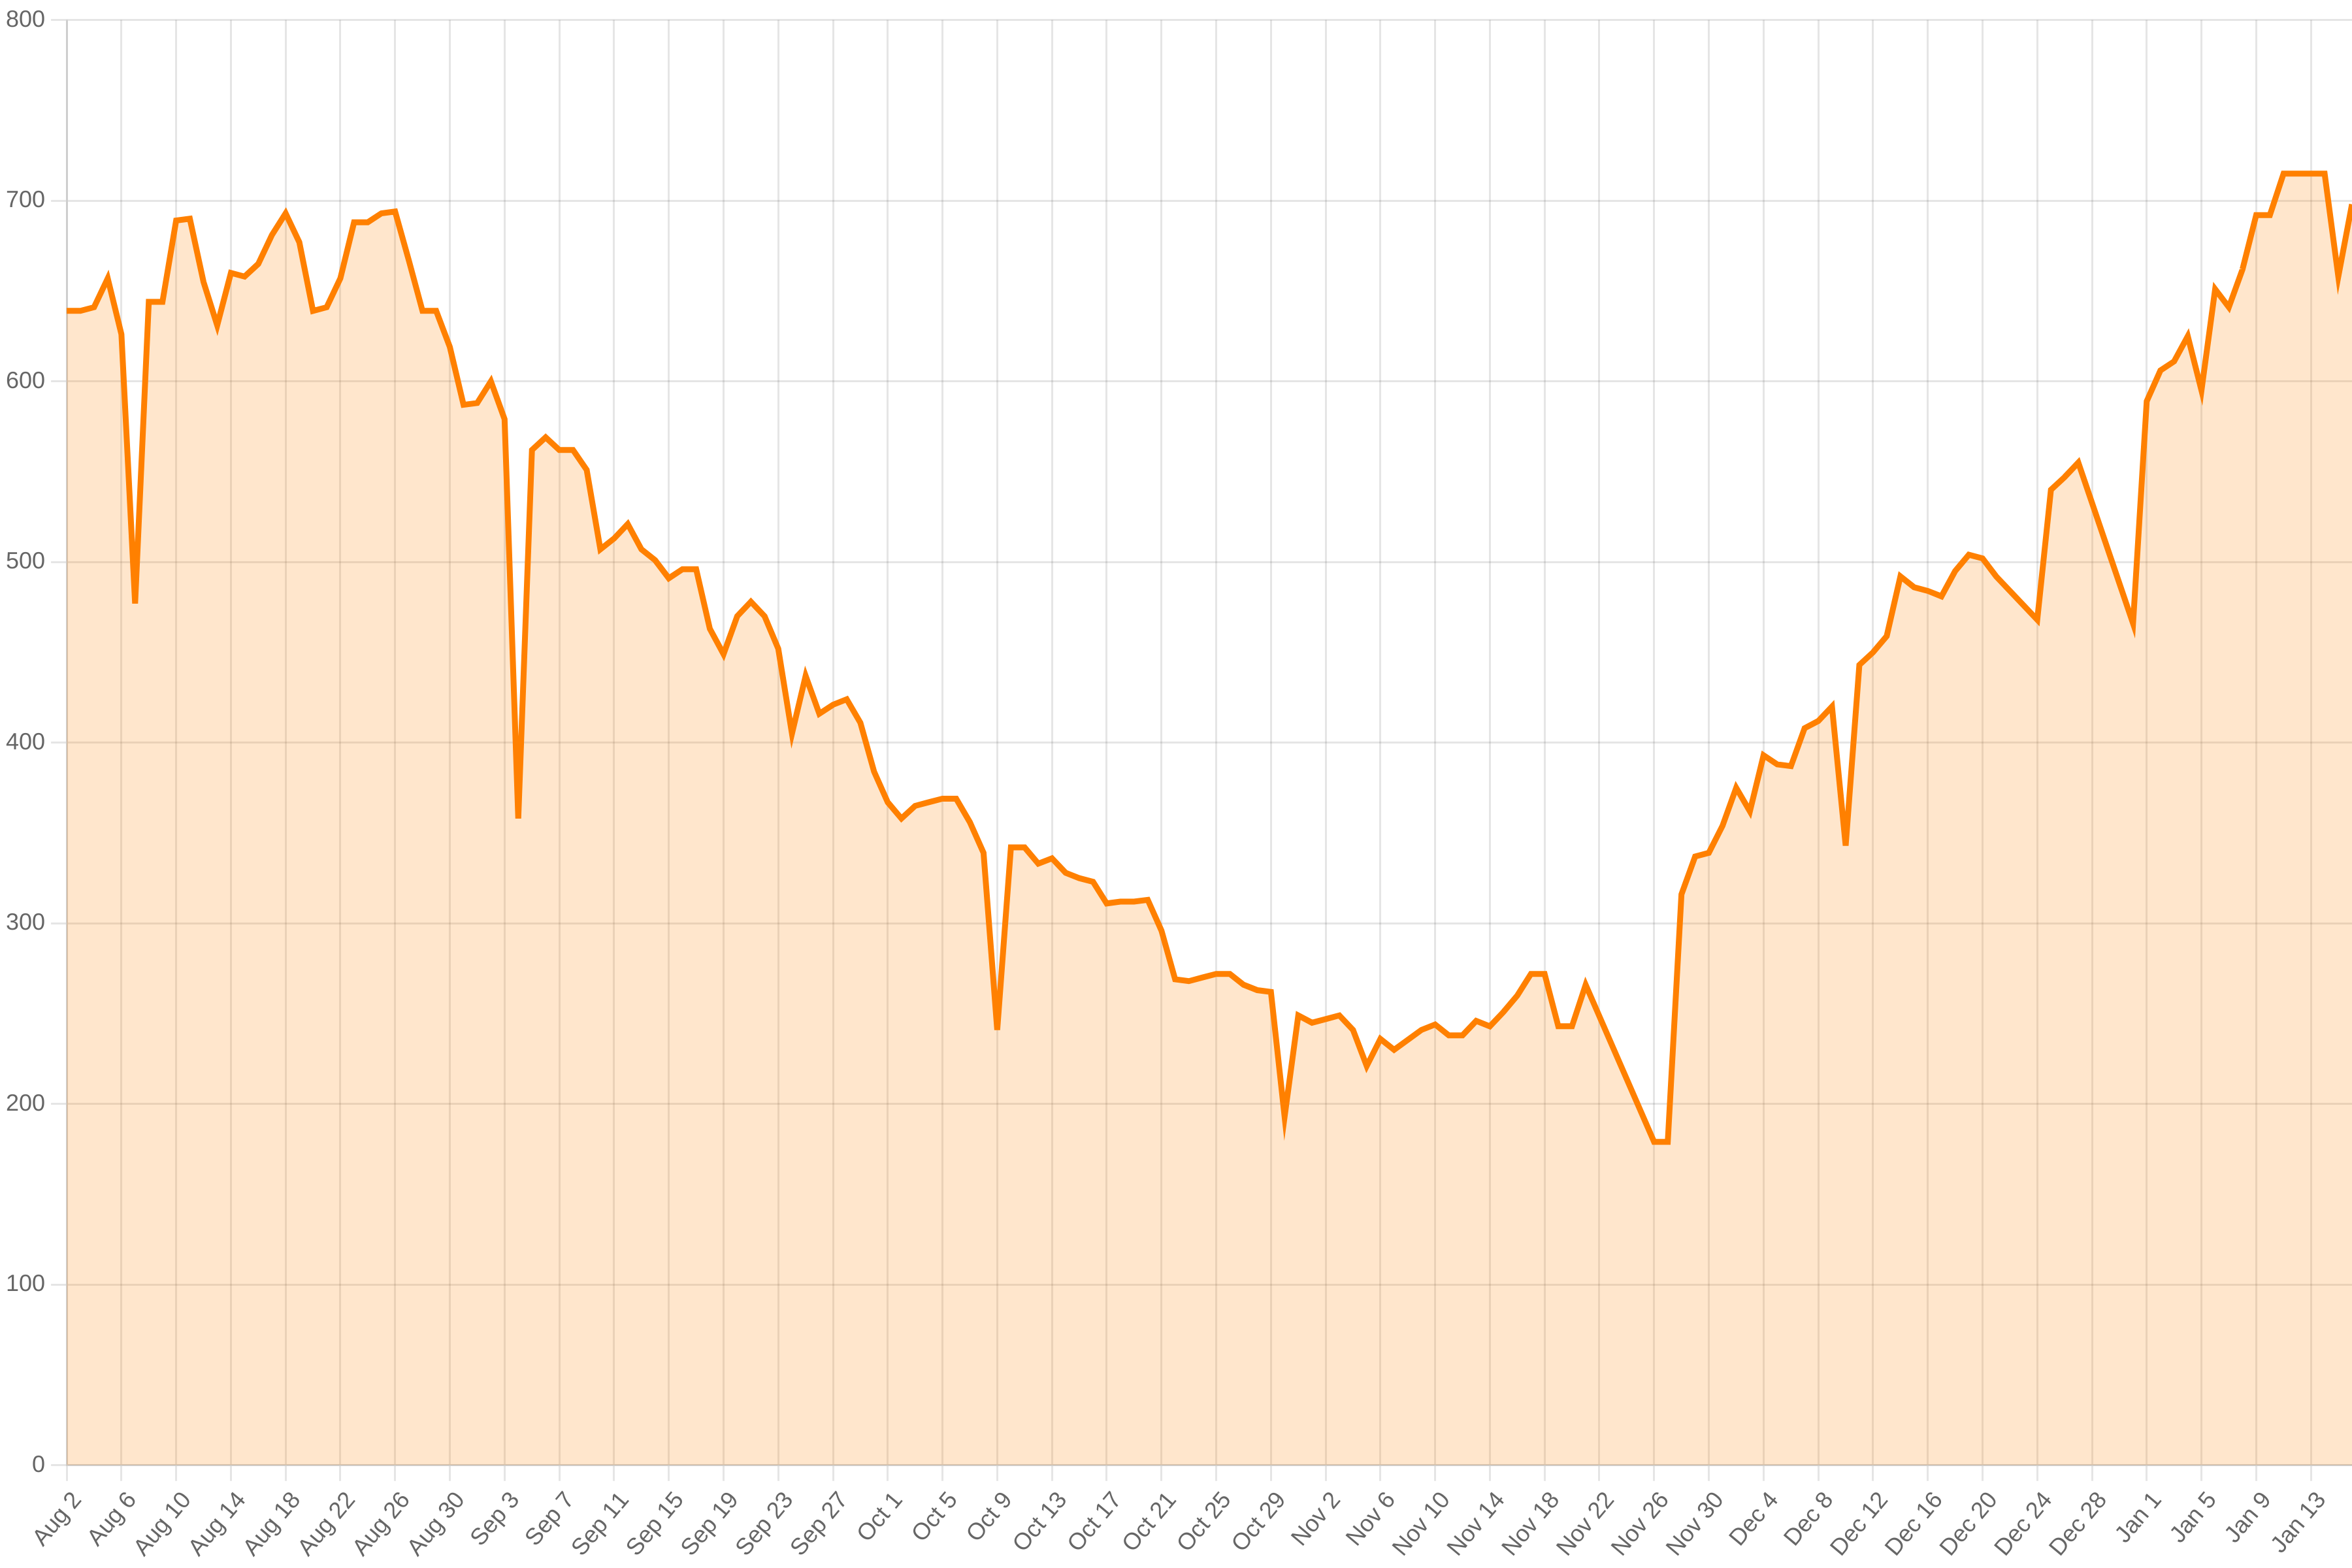 800
700
600
500
400
300
200
100
0
Aug 2
Aug 6
Aug 10
Aug 14
Aug 18
Aug 22
Aug 26
Aug 30
Sep 3
Sep 7
Sep 11
Sep 15
Sep 19
Sep 23
Sep 27
Oct 1
Oct 5
Oct 9
Oct 13
Oct 17
Oct 21
Oct 25
Oct 29
Nov 2
Nov 6
Nov 10
Nov 14
Nov 18
Nov 22
Nov 26
Nov 30
Dec 4
Dec 8
Dec 12
Dec 16
Dec 20
Dec 24
Dec 28
Jan 1
Jan 5
Jan 9
Jan 13